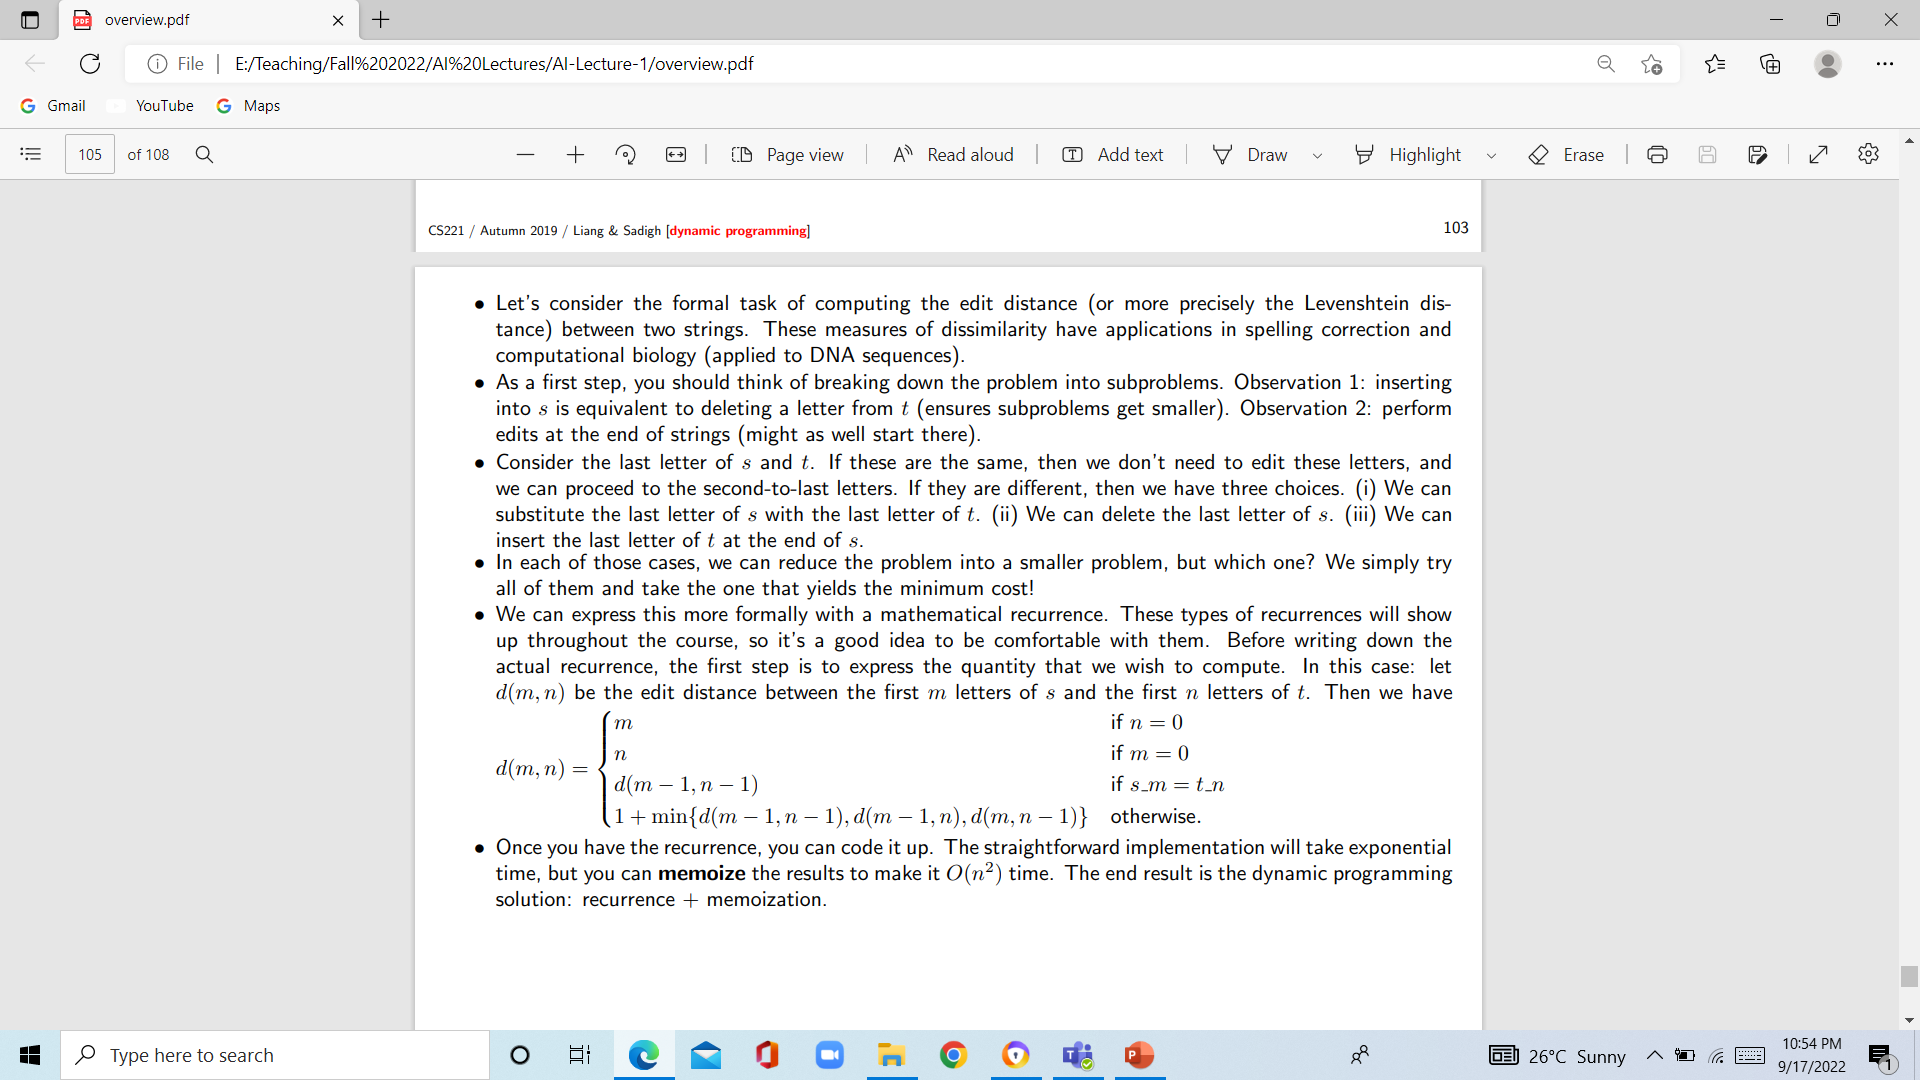 overview.pdf
File
E:/Teaching/Fall%202022/AI%20Lectures/AI-Lecture-1/overview.pdf
Gmail YouTube Maps
105 of 108 Page view Read aloud Add text Draw Highlight Erase
CS221 / Autumn 2019 / Liang & Sadigh [dynamic programming] 103
• Let's consider the formal task of computing the edit distance (or more precisely the Levenshtein dis-
tance) between two strings. These measures of dissimilarity have applications in spelling correction and
computational biology (applied to DNA sequences).
• As a first step, you should think of breaking down the problem into subproblems. Observation 1: inserting
into s is equivalent to deleting a letter from t (ensures subproblems get smaller). Observation 2: perform
edits at the end of strings (might as well start there).
• Consider the last letter of s and t. If these are the same, then we don't need to edit these letters, and
we can proceed to the second-to-last letters. If they are different, then we have three choices. (i) We can
substitute the last letter of s with the last letter of t. (ii) We can delete the last letter of s. (iii) We can
insert the last letter of t at the end of s.
• In each of those cases, we can reduce the problem into a smaller problem, but which one? We simply try
all of them and take the one that yields the minimum cost!
• We can express this more formally with a mathematical recurrence. These types of recurrences will show
up throughout the course, so it's a good idea to be comfortable with them. Before writing down the
actual recurrence, the first step is to express the quantity that we wish to compute. In this case: let
d(m, n) be the edit distance between the first m letters of s and the first n letters of t. Then we have
m if n = 0
n if m = 0
d(m, n) =
d(m − 1, n − 1) if s_m = t_n
1 + min{d(m − 1, n − 1), d(m − 1, n), d(m, n − 1)} otherwise.
• Once you have the recurrence, you can code it up. The straightforward implementation will take exponential
time, but you can memoize the results to make it O(n²) time. The end result is the dynamic programming
solution: recurrence + memoization.
Type here to search
26°C Sunny
10:54 PM
9/17/2022
1